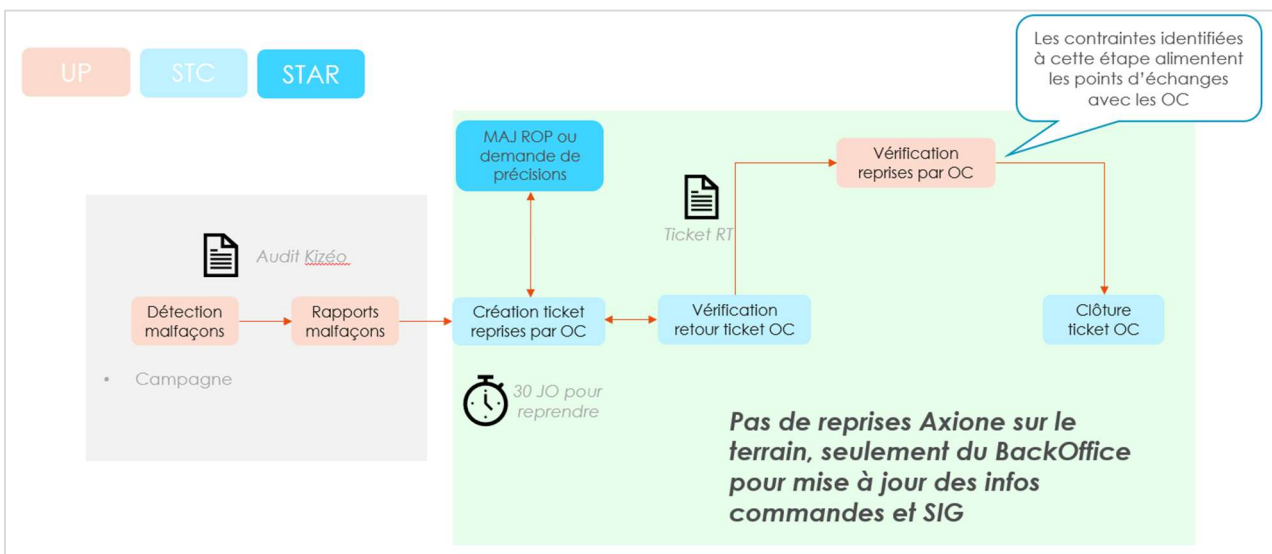 UP
STC
STAR
Les contraintes identifiées
à cette étape alimentent
les points d'échanges
avec les OC
MAJ ROP ou
demande de
précisions
Vérification
reprises par OC
Ticket RT
Audit Kizéo
Détection
malfaçons
Rapports
malfaçons
Création ticket
reprises par OC
Vérification
retour ticket OC
Clôture
ticket OC
• Campagne
30 JO pour
reprendre
Pas de reprises Axione sur le
terrain, seulement du BackOffice
pour mise à jour des infos
commandes et SIG